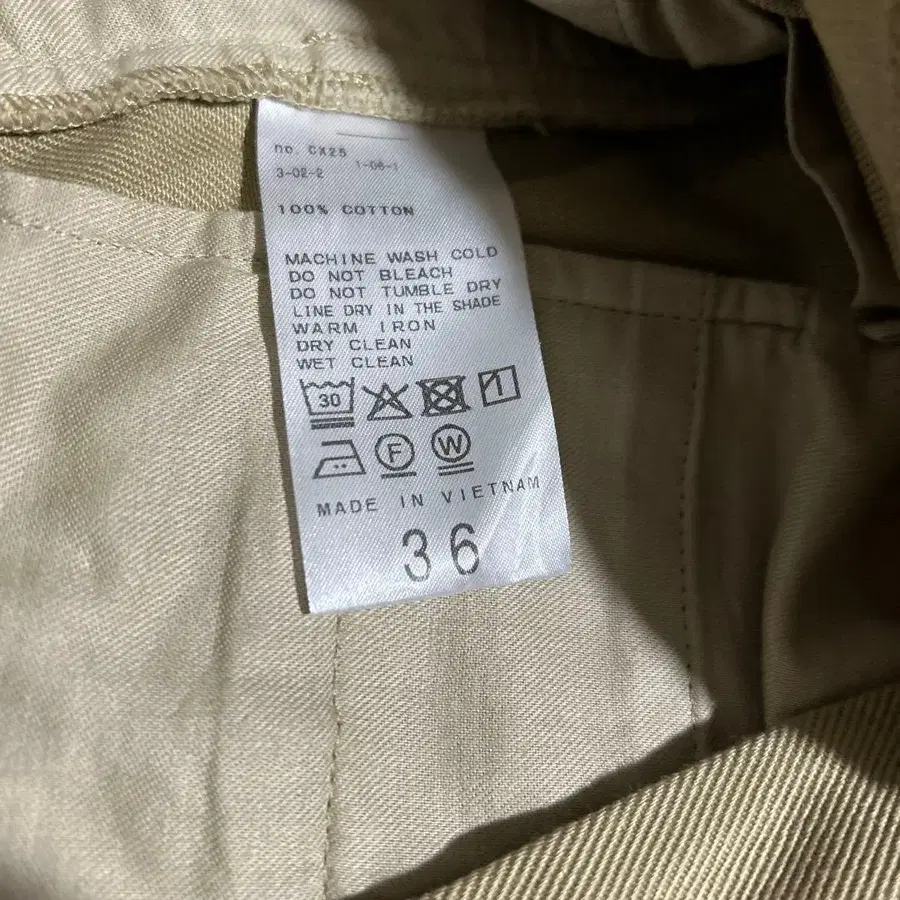 no. CX25
3-02-2 1-06-1
100% COTTON
MACHINE WASH COLD
DO NOT BLEACH
DO NOT TUMBLE DRY
LINE DRY IN THE SHADE
WARM IRON
DRY CLEAN
WET CLEAN
30 1
F W
MADE IN VIETNAM
36